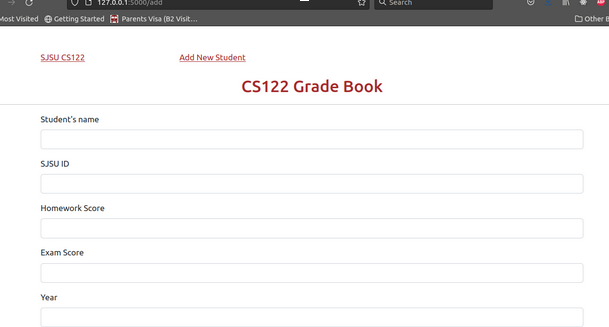 127.0.0.1:5000/add
Search
Most Visited Getting Started Parents Visa (B2 Visit... Other B
SJSU CS122 Add New Student
CS122 Grade Book
Student's name
SJSU ID
Homework Score
Exam Score
Year